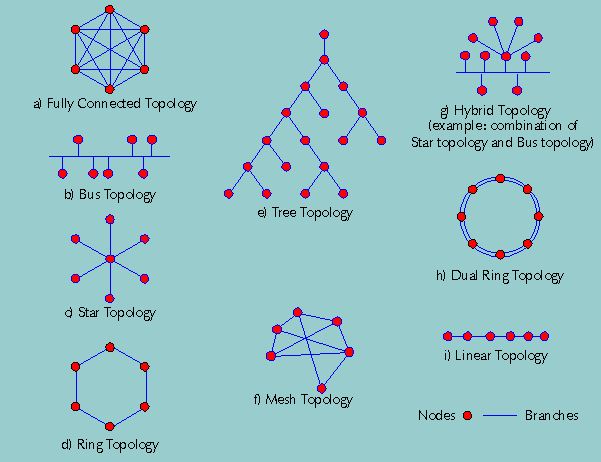 a) Fully Connected Topology
b) Bus Topology
c) Star Topology
d) Ring Topology
e) Tree Topology
f) Mesh Topology
g) Hybrid Topology
(example: combination of
Star topology and Bus topology)
h) Dual Ring Topology
i) Linear Topology
Nodes
Branches